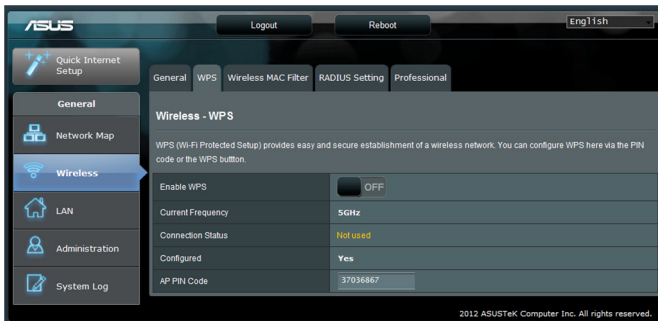 ASUS
Logout
Reboot
English
Quick Internet
Setup
General
Network Map
Wireless
LAN
Administration
System Log
General
WPS
Wireless MAC Filter
RADIUS Setting
Professional
Wireless - WPS
WPS (Wi-Fi Protected Setup) provides easy and secure establishment of a wireless network. You can configure WPS here via the PIN
code or the WPS buttton.
Enable WPS
OFF
Current Frequency
5GHz
Connection Status
Not used
Configured
Yes
AP PIN Code
37036867
2012 ASUSTeK Computer Inc. All rights reserved.